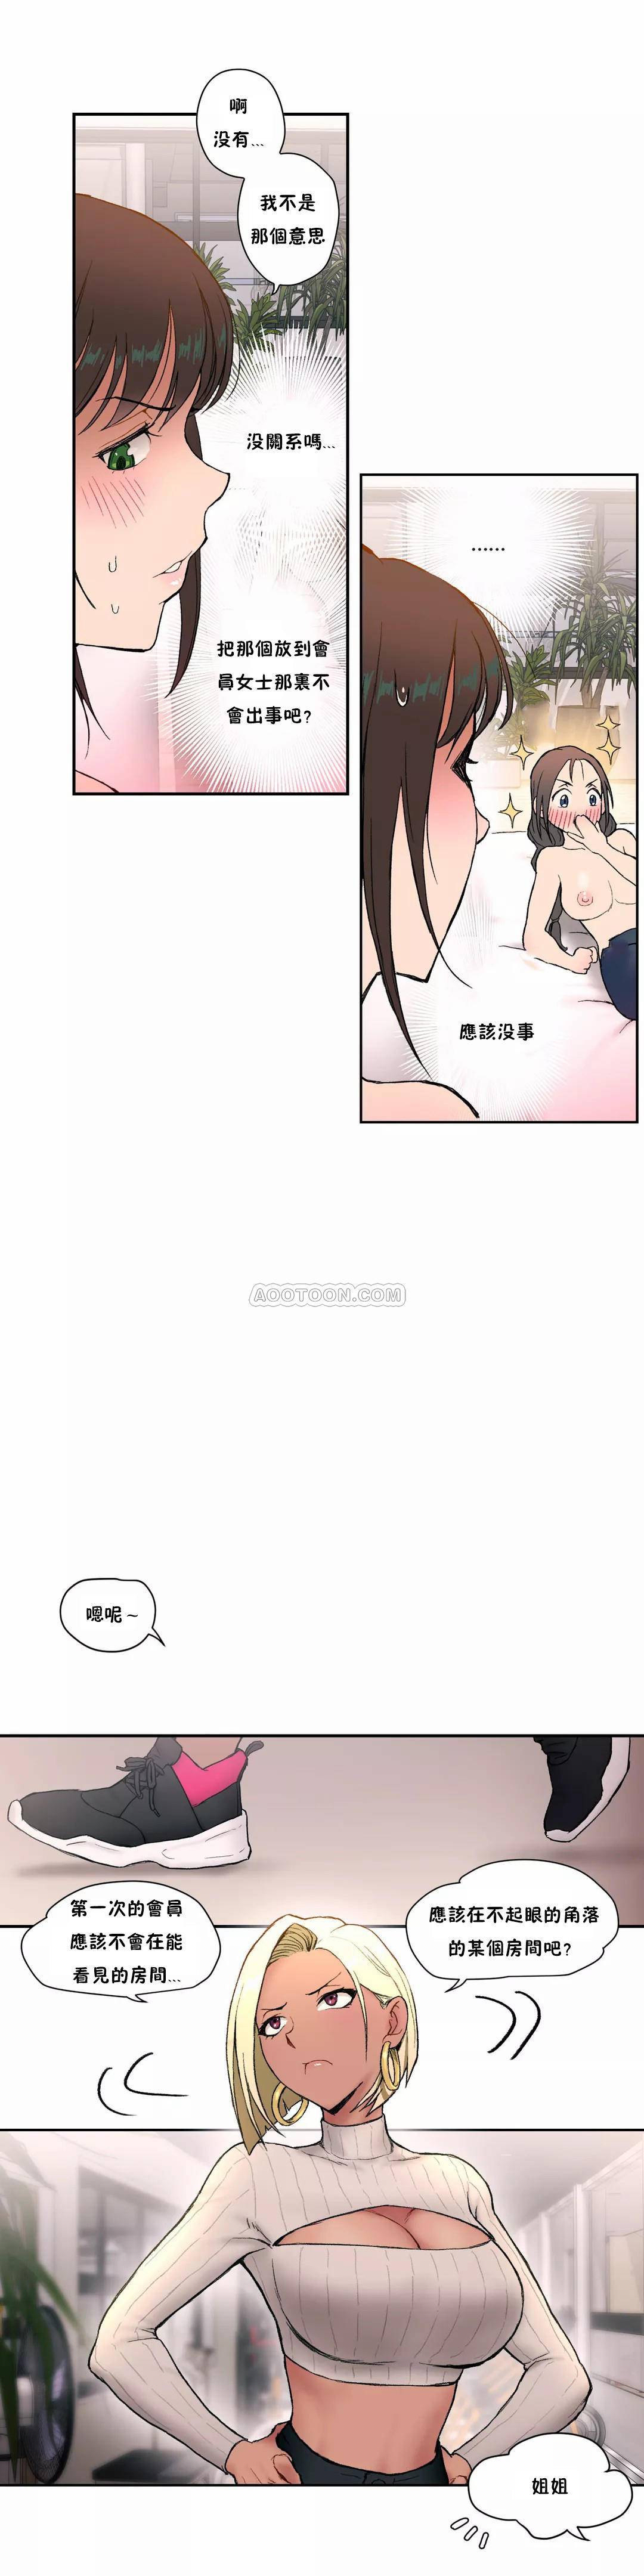 啊
没有...
我不是
那個意思
没關系嗎...
把那個放到會
員女士那裏不
會出事吧?
......
應該没事
AOOTOON.COM
嗯呢~
第一次的會員
應該不會在能
看見的房間...
應該在不起眼的角落
的某個房間吧?
姐姐